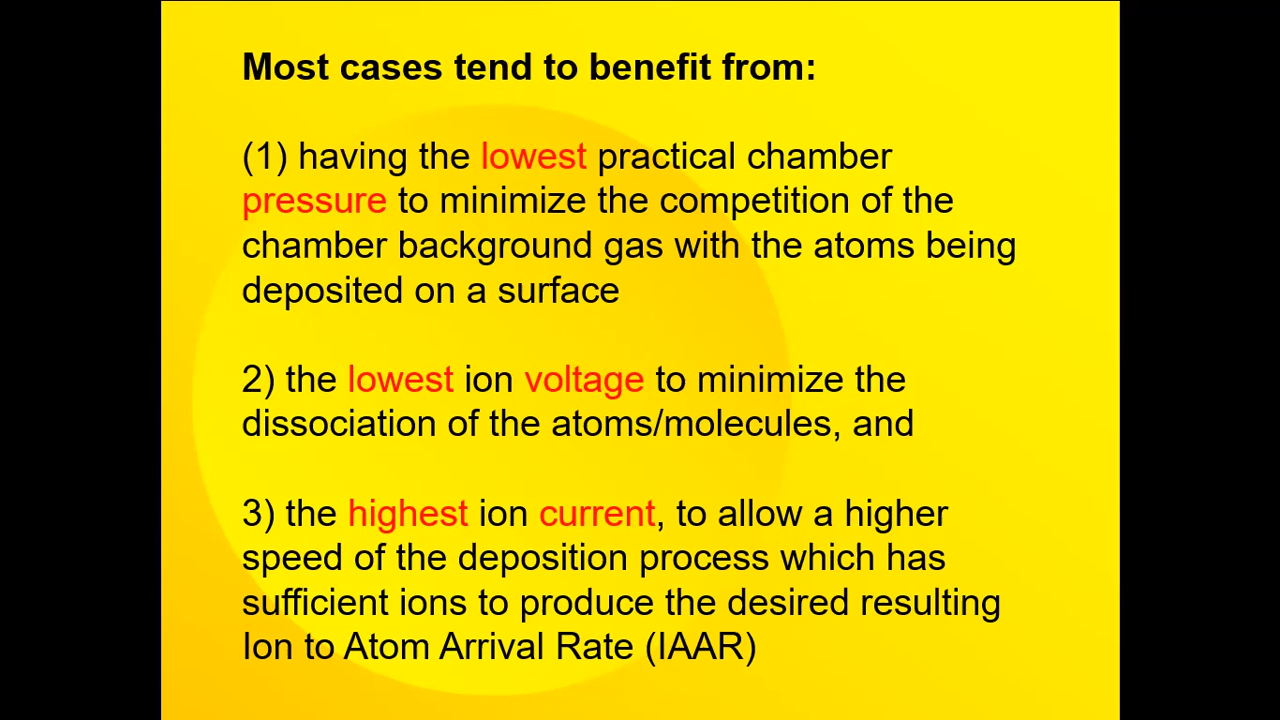 Most cases tend to benefit from:
(1) having the lowest practical chamber
pressure to minimize the competition of the
chamber background gas with the atoms being
deposited on a surface
2) the lowest ion voltage to minimize the
dissociation of the atoms/molecules, and
3) the highest ion current, to allow a higher
speed of the deposition process which has
sufficient ions to produce the desired resulting
Ion to Atom Arrival Rate (IAAR)